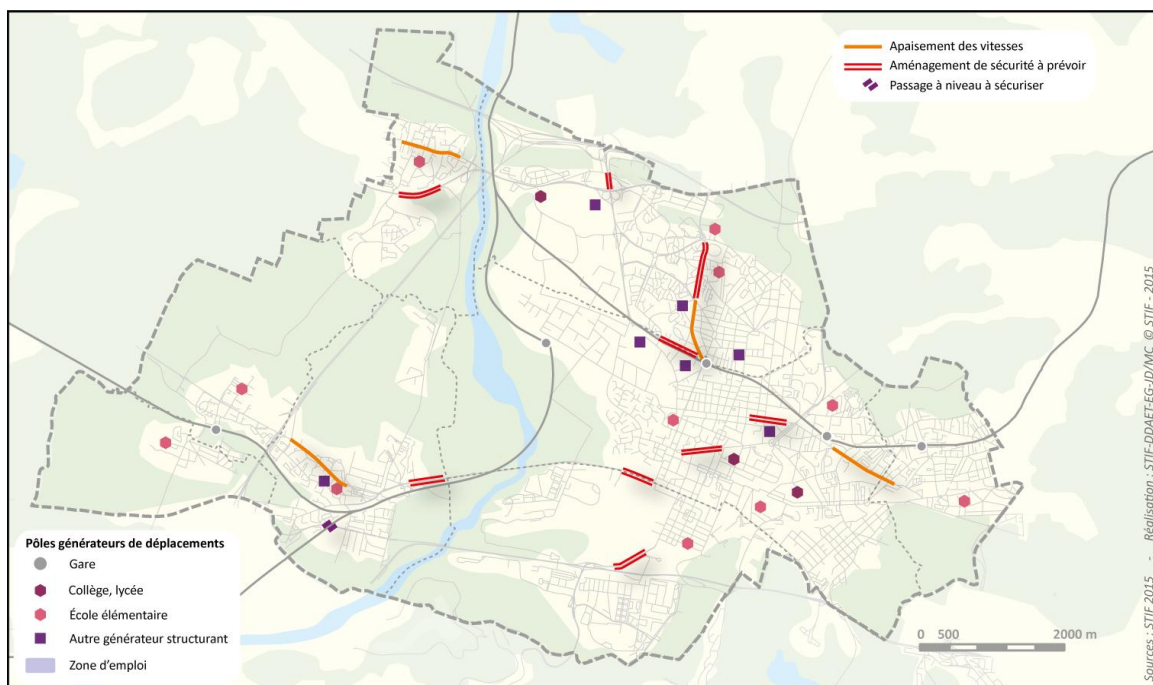 Apaisement des vitesses
Aménagement de sécurité à prévoir
Passage à niveau à sécuriser
Pôles générateurs de déplacements
Gare
Collège, lycée
École élémentaire
Autre générateur structurant
Zone d'emploi
0 500 2000 m
Sources : STIF 2015 - Réalisation : STIF-DDAET-EG-JD/MC © STIF - 2015